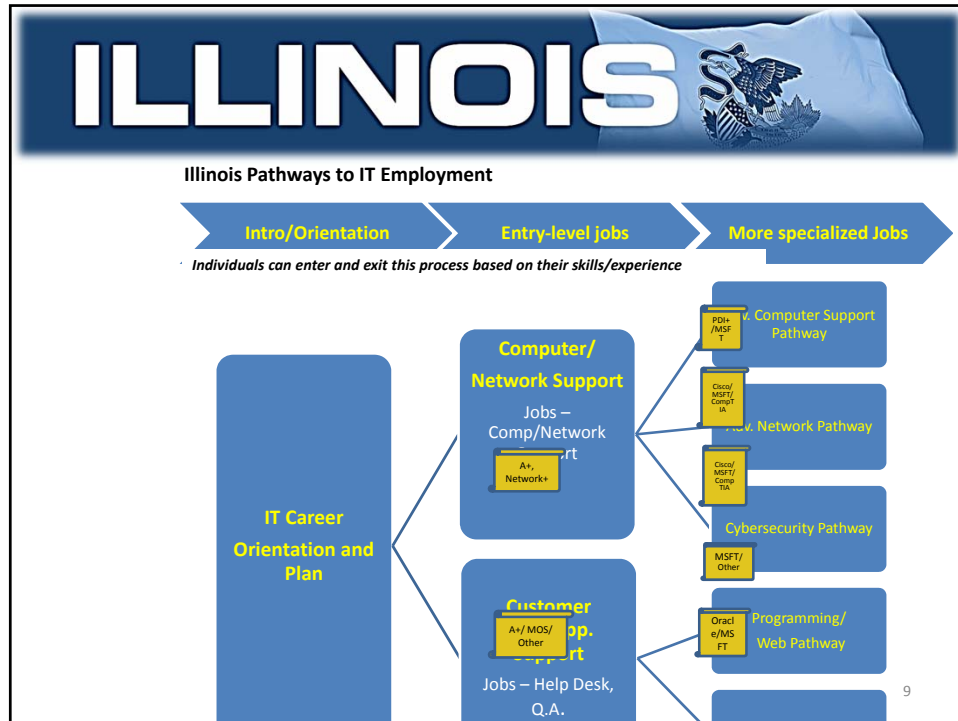 ILLINOIS
Illinois Pathways to IT Employment
Intro/Orientation
Entry-level jobs
More specialized Jobs
Individuals can enter and exit this process based on their skills/experience
IT Career
Orientation and
Plan
Computer/
Network Support
Jobs –
Comp/Network
A+,
Network+
Customer
A+/ MOS/
Other
Jobs – Help Desk,
Q.A.
PDI+
/MSF
T
Computer Support
Pathway
Cisco/
MSFT/
CompT
IA
Network Pathway
Cisco/
MSFT/
Comp
TIA
Cybersecurity Pathway
MSFT/
Other
Oracl
e/MS
FT
Programming/
Web Pathway
9